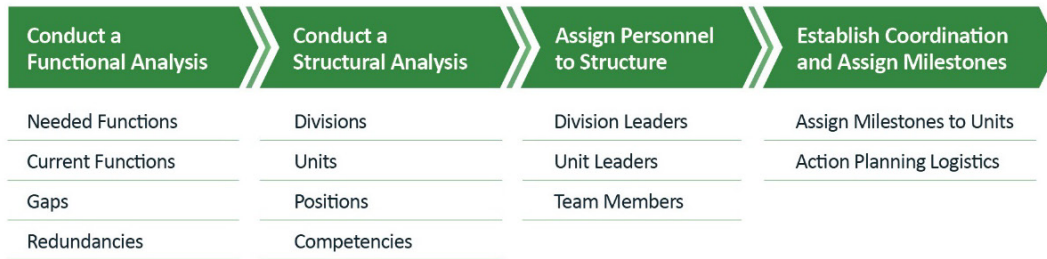 Conduct a
Functional Analysis
Needed Functions
Current Functions
Gaps
Redundancies
Conduct a
Structural Analysis
Divisions
Units
Positions
Competencies
Assign Personnel
to Structure
Division Leaders
Unit Leaders
Team Members
Establish Coordination
and Assign Milestones
Assign Milestones to Units
Action Planning Logistics